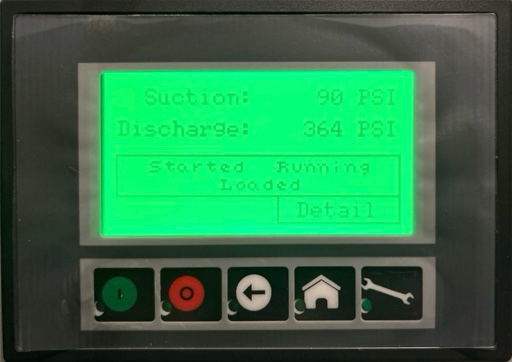 Suction: 90 PSI
Discharge: 364 PSI
Started Running
Loaded
Detail